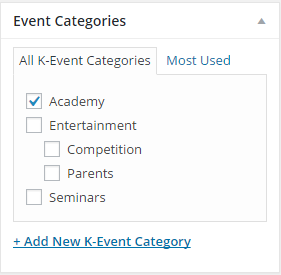 Event Categories
All K-Event Categories Most Used
Academy
Entertainment
Competition
Parents
Seminars
+ Add New K-Event Category